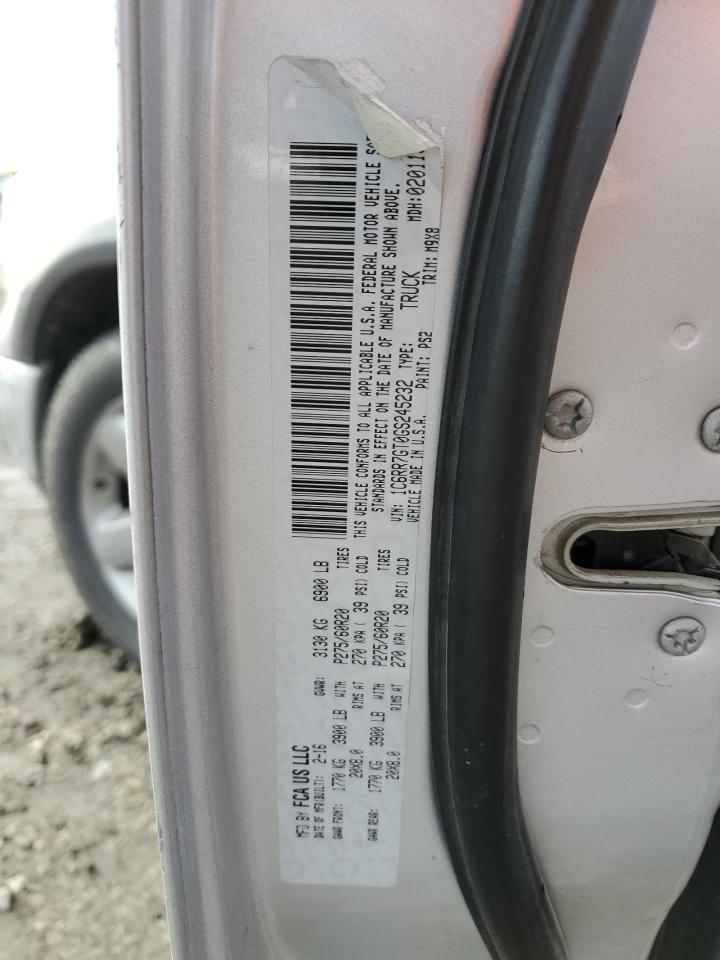 MFD BY FCA US LLC
DATE OF MFR(BUILT): 2-16 GVWR: 3130 KG 6900 LB
GAWR FRONT: 1770 KG 3900 LB WITH P275/60R20 TIRES
20X8.0 RIMS AT 270 KPA ( 39 PSI) COLD
GAWR REAR: 1770 KG 3900 LB WITH P275/60R20 TIRES
20X8.0 RIMS AT 270 KPA ( 39 PSI) COLD
THIS VEHICLE CONFORMS TO ALL APPLICABLE U.S.A. FEDERAL MOTOR VEHICLE
STANDARDS IN EFFECT ON THE DATE OF MANUFACTURE SHOWN ABOVE.
VIN: 1C6RR7GT0GS245232 TYPE: TRUCK MDH:02011
VEHICLE MADE IN U.S.A. PAINT: PS2 TRIM: M9X8